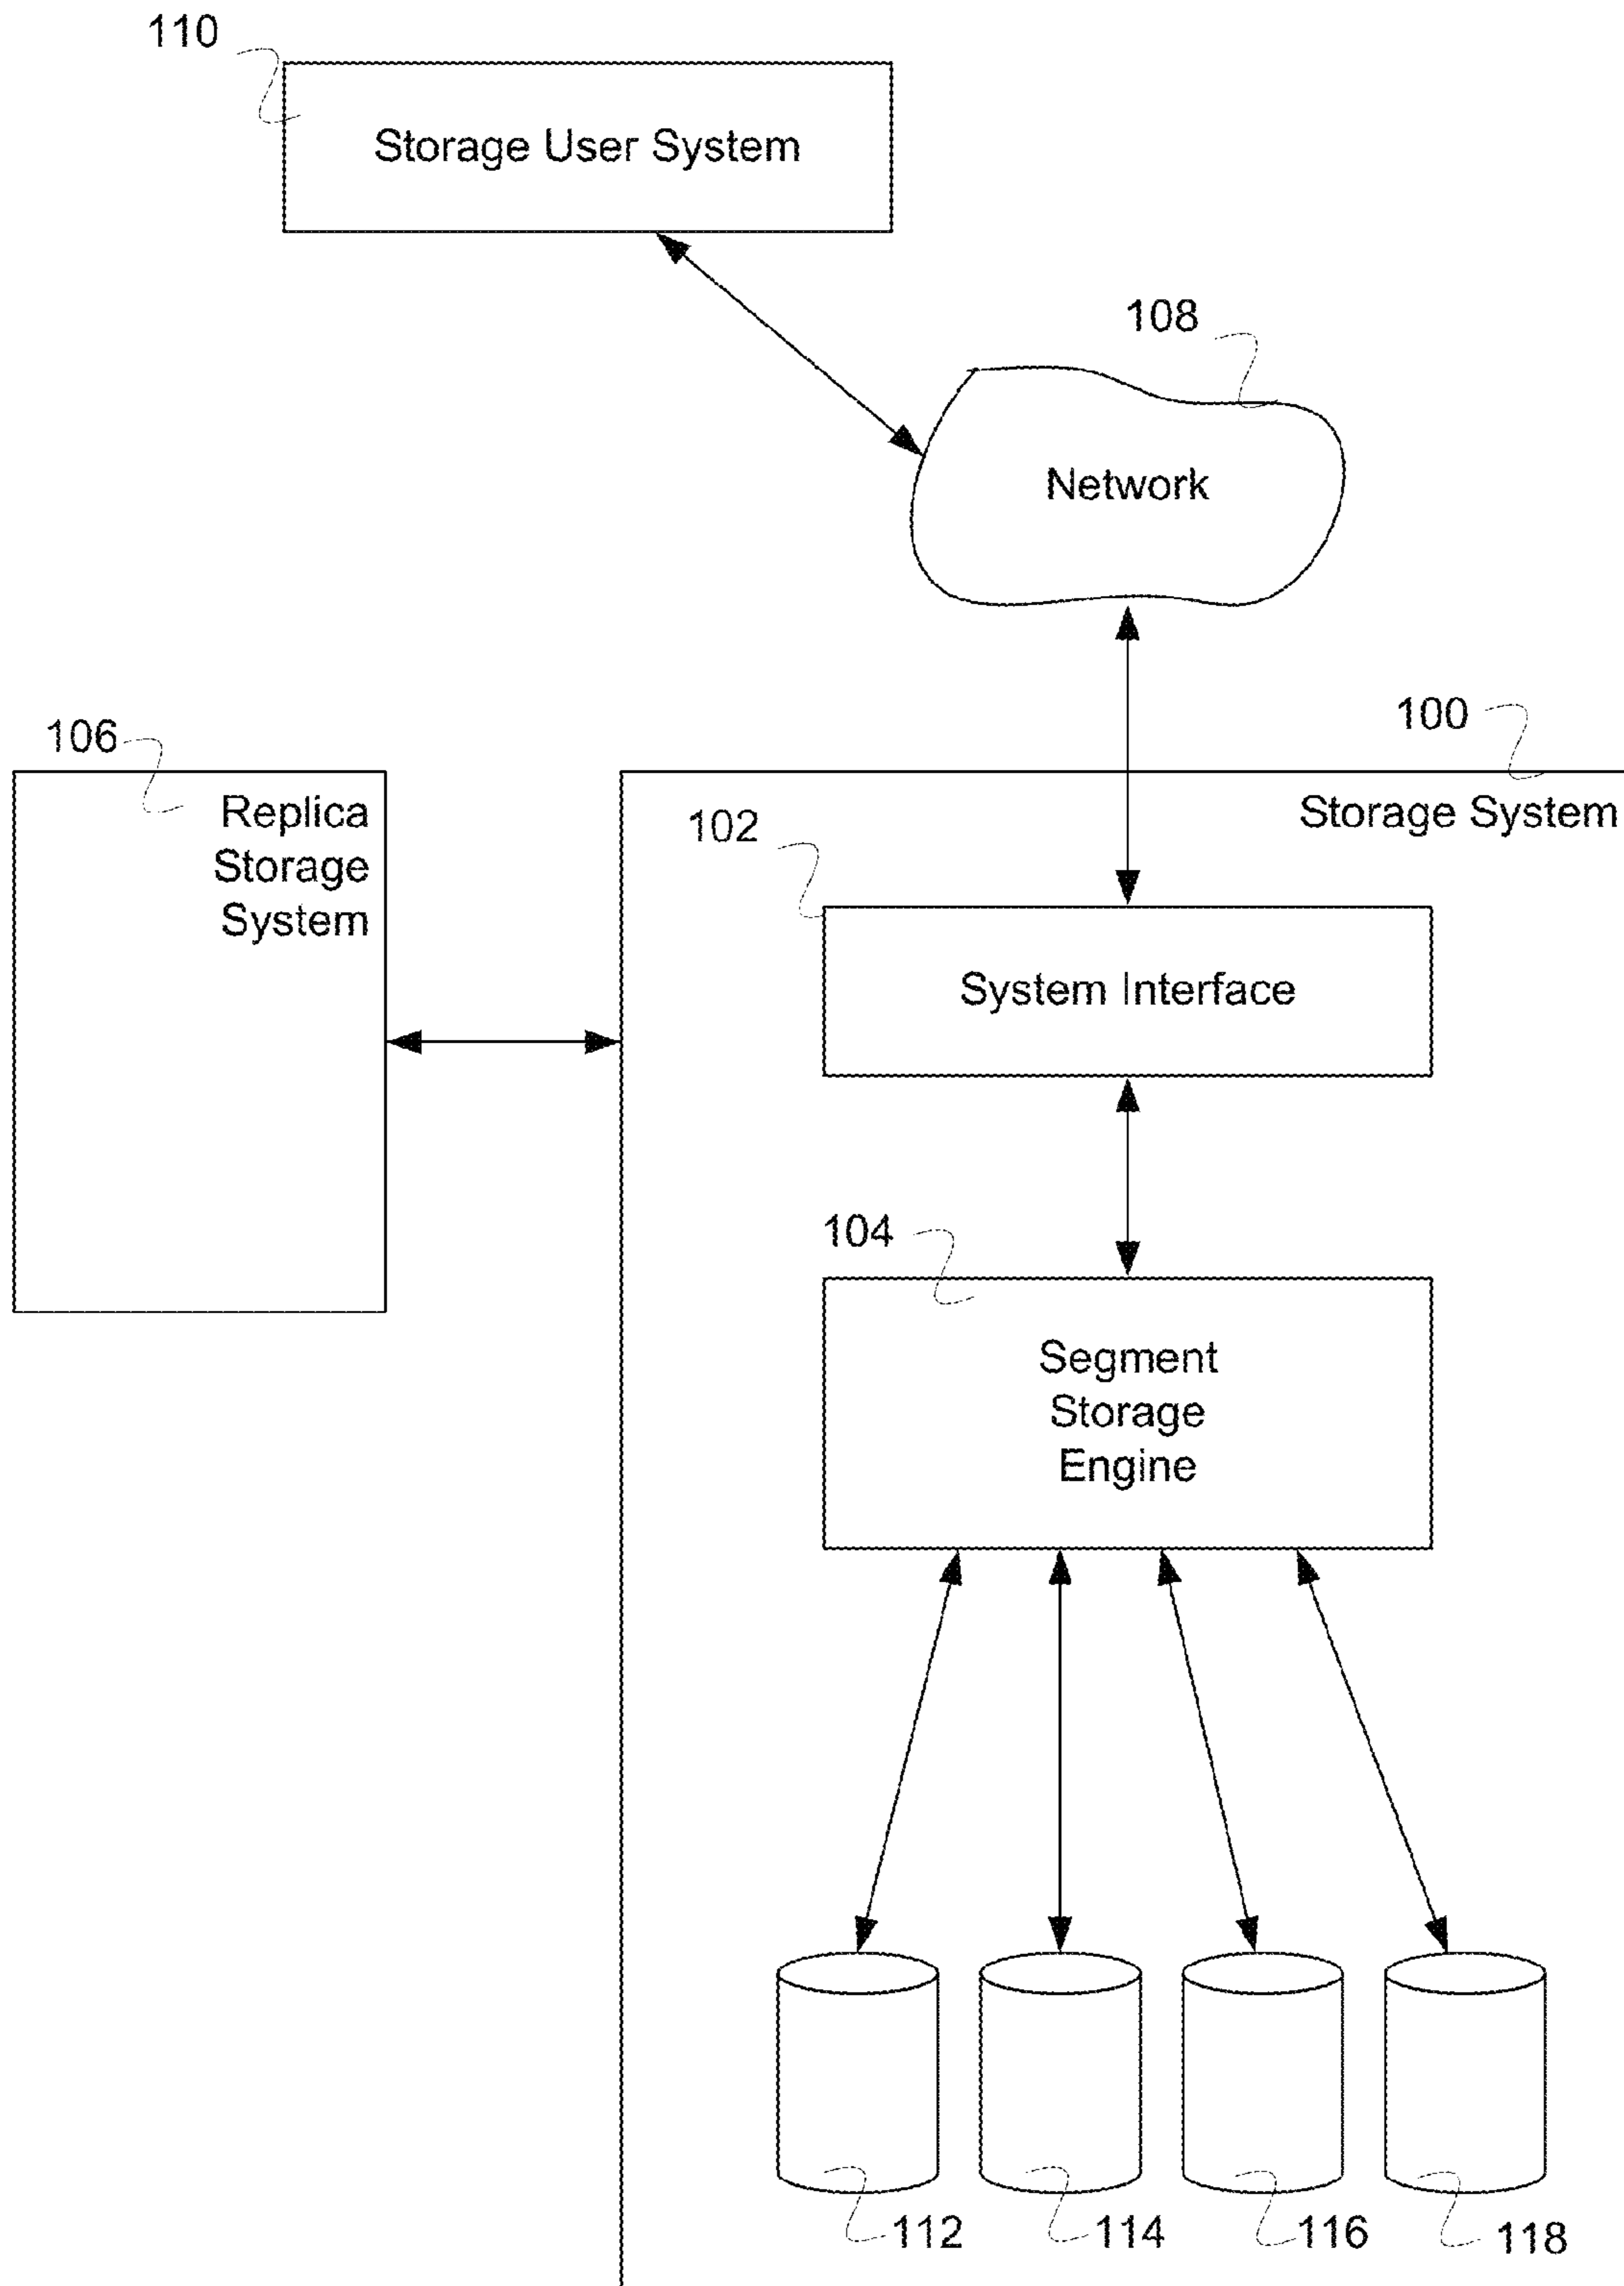 110
Storage User System
108
Network
100
106
Replica
Storage
System
Storage System
102
System Interface
104
Segment
Storage
Engine
112
114
116
118